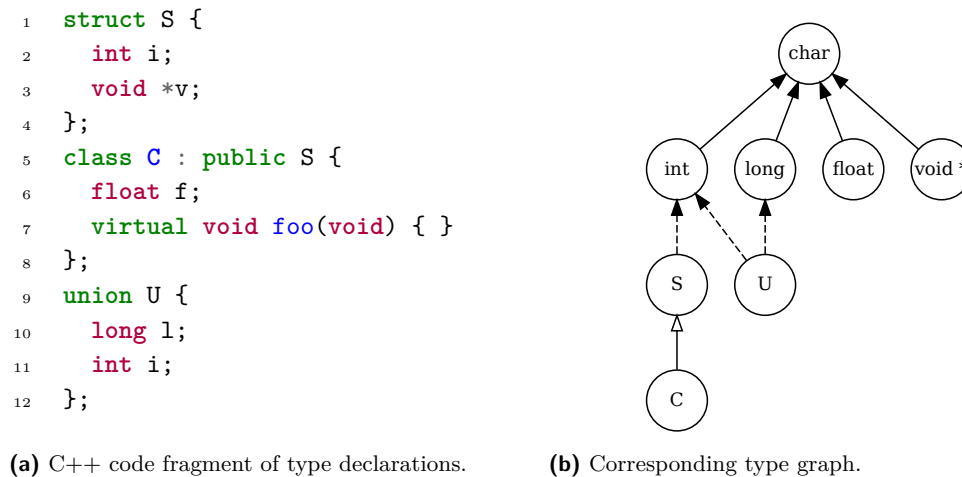 1 struct S {
2 int i;
3 void *v;
4 };
5 class C : public S {
6 float f;
7 virtual void foo(void) { }
8 };
9 union U {
10 long l;
11 int i;
12 };
(a) C++ code fragment of type declarations.
char
int long float void *
S U
C
(b) Corresponding type graph.